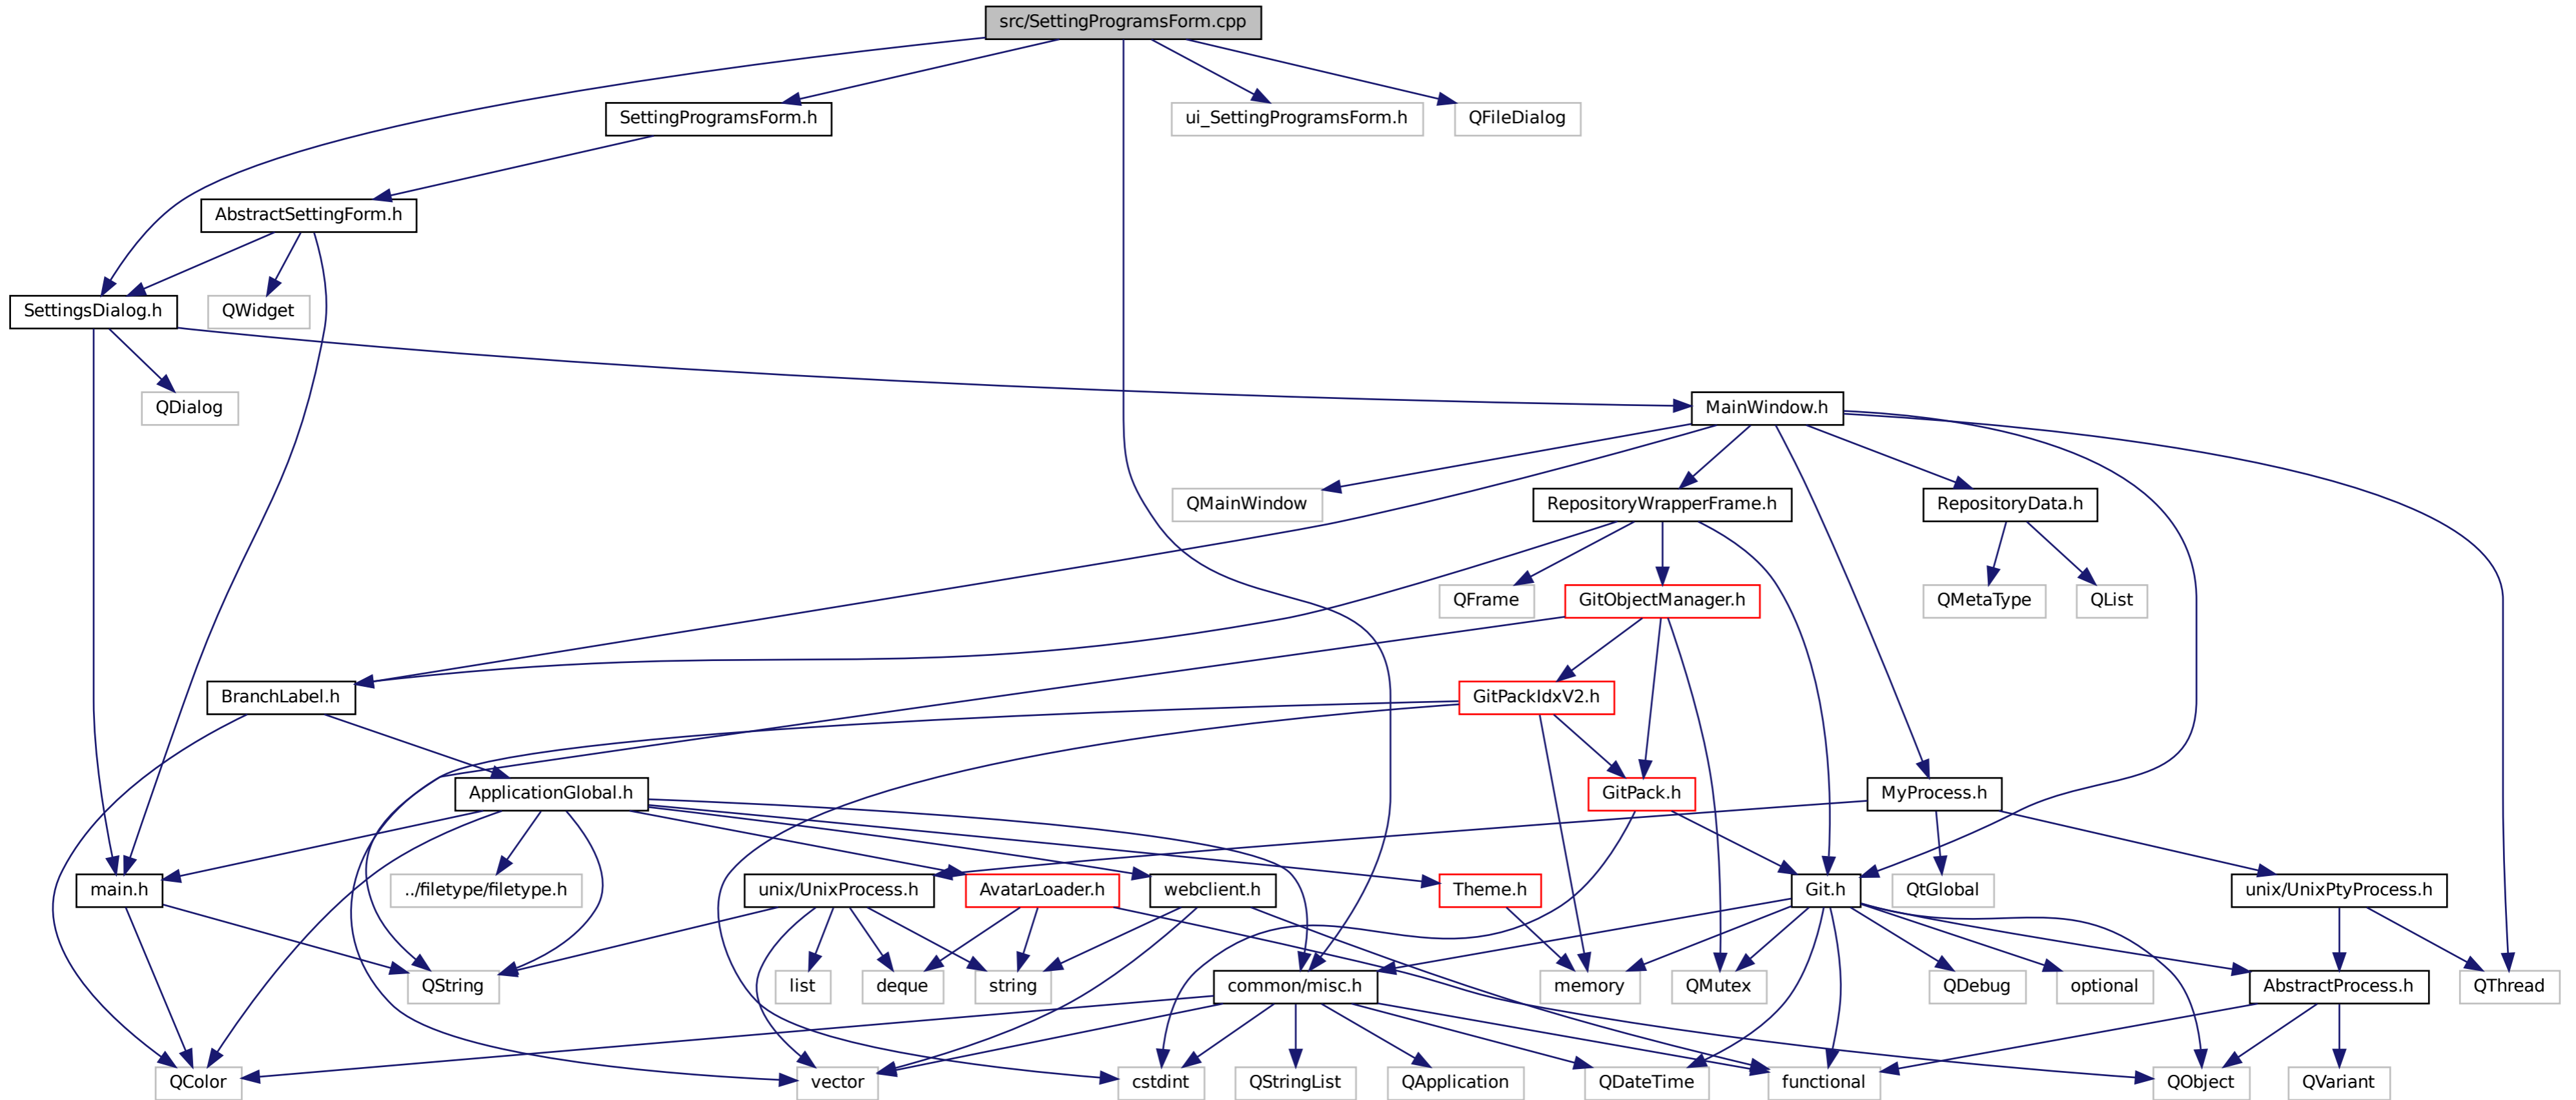 src/SettingProgramsForm.cpp
SettingProgramsForm.h
ui_SettingProgramsForm.h
QFileDialog
AbstractSettingForm.h
SettingsDialog.h
QWidget
QDialog
MainWindow.h
QMainWindow
RepositoryWrapperFrame.h
RepositoryData.h
QFrame
GitObjectManager.h
QMetaType
QList
BranchLabel.h
GitPackIdxV2.h
ApplicationGlobal.h
GitPack.h
MyProcess.h
main.h
../filetype/filetype.h
unix/UnixProcess.h
AvatarLoader.h
webclient.h
Theme.h
Git.h
QtGlobal
unix/UnixPtyProcess.h
QString
list
deque
string
common/misc.h
memory
QMutex
QDebug
optional
AbstractProcess.h
QThread
QColor
vector
cstdint
QStringList
QApplication
QDateTime
functional
QObject
QVariant